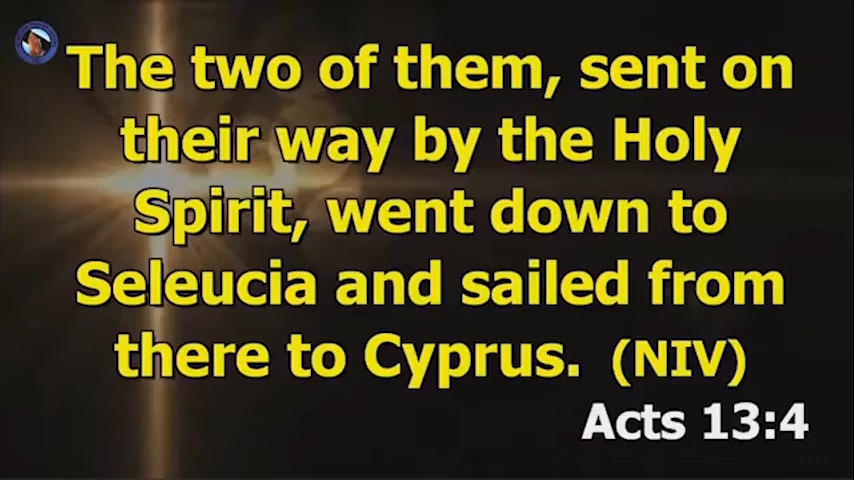 The two of them, sent on
their way by the Holy
Spirit, went down to
Seleucia and sailed from
there to Cyprus. (NIV)
Acts 13:4